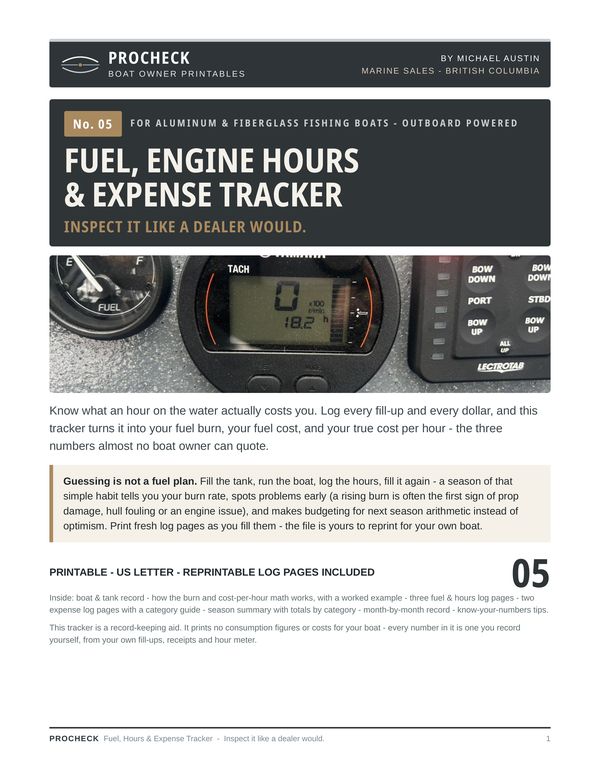 PROCHECK
BOAT OWNER PRINTABLES
BY MICHAEL AUSTIN
MARINE SALES - BRITISH COLUMBIA
No. 05
FOR ALUMINUM & FIBERGLASS FISHING BOATS - OUTBOARD POWERED
FUEL, ENGINE HOURS
& EXPENSE TRACKER
INSPECT IT LIKE A DEALER WOULD.
E
FUEL
YAMAHA
TACH
0
x100
r/min
18.2 h
BOW
DOWN
BOW
DOWN
PORT
STBD
BOW
UP
BOW
UP
ALL
UP
LECTROTAB
Know what an hour on the water actually costs you. Log every fill-up and every dollar, and this
tracker turns it into your fuel burn, your fuel cost, and your true cost per hour - the three
numbers almost no boat owner can quote.
Guessing is not a fuel plan. Fill the tank, run the boat, log the hours, fill it again - a season of that
simple habit tells you your burn rate, spots problems early (a rising burn is often the first sign of prop
damage, hull fouling or an engine issue), and makes budgeting for next season arithmetic instead of
optimism. Print fresh log pages as you fill them - the file is yours to reprint for your own boat.
PRINTABLE - US LETTER - REPRINTABLE LOG PAGES INCLUDED
05
Inside: boat & tank record - how the burn and cost-per-hour math works, with a worked example - three fuel & hours log pages - two
expense log pages with a category guide - season summary with totals by category - month-by-month record - know-your-numbers tips.
This tracker is a record-keeping aid. It prints no consumption figures or costs for your boat - every number in it is one you record
yourself, from your own fill-ups, receipts and hour meter.
PROCHECK Fuel, Hours & Expense Tracker - Inspect it like a dealer would.
1